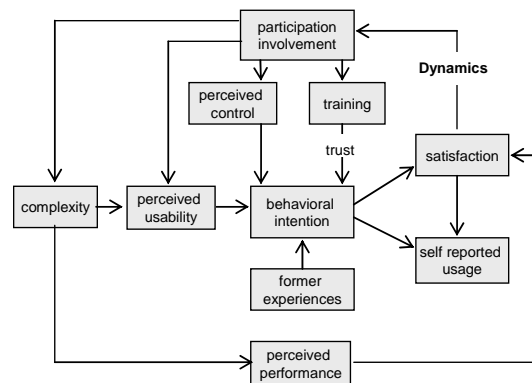 participation
involvement
Dynamics
perceived
control
training
trust
satisfaction
complexity
perceived
usability
behavioral
intention
self reported
usage
former
experiences
perceived
performance